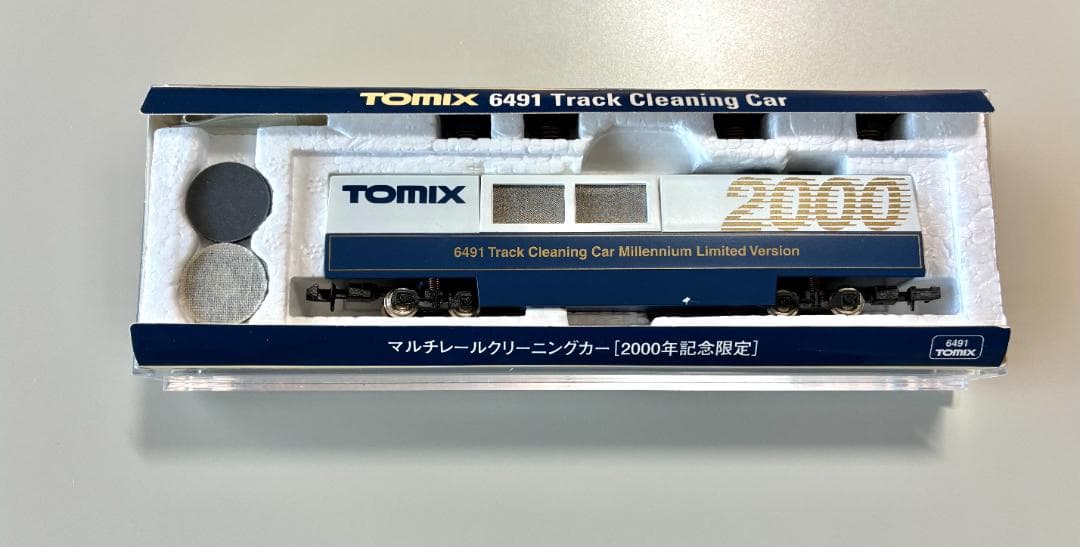 TOMIX 6491 Track Cleaning Car
TOMIX
2000
6491 Track Cleaning Car Millennium Limited Version
マルチレールクリーニングカー[2000年記念限定]
6491
TOMIX